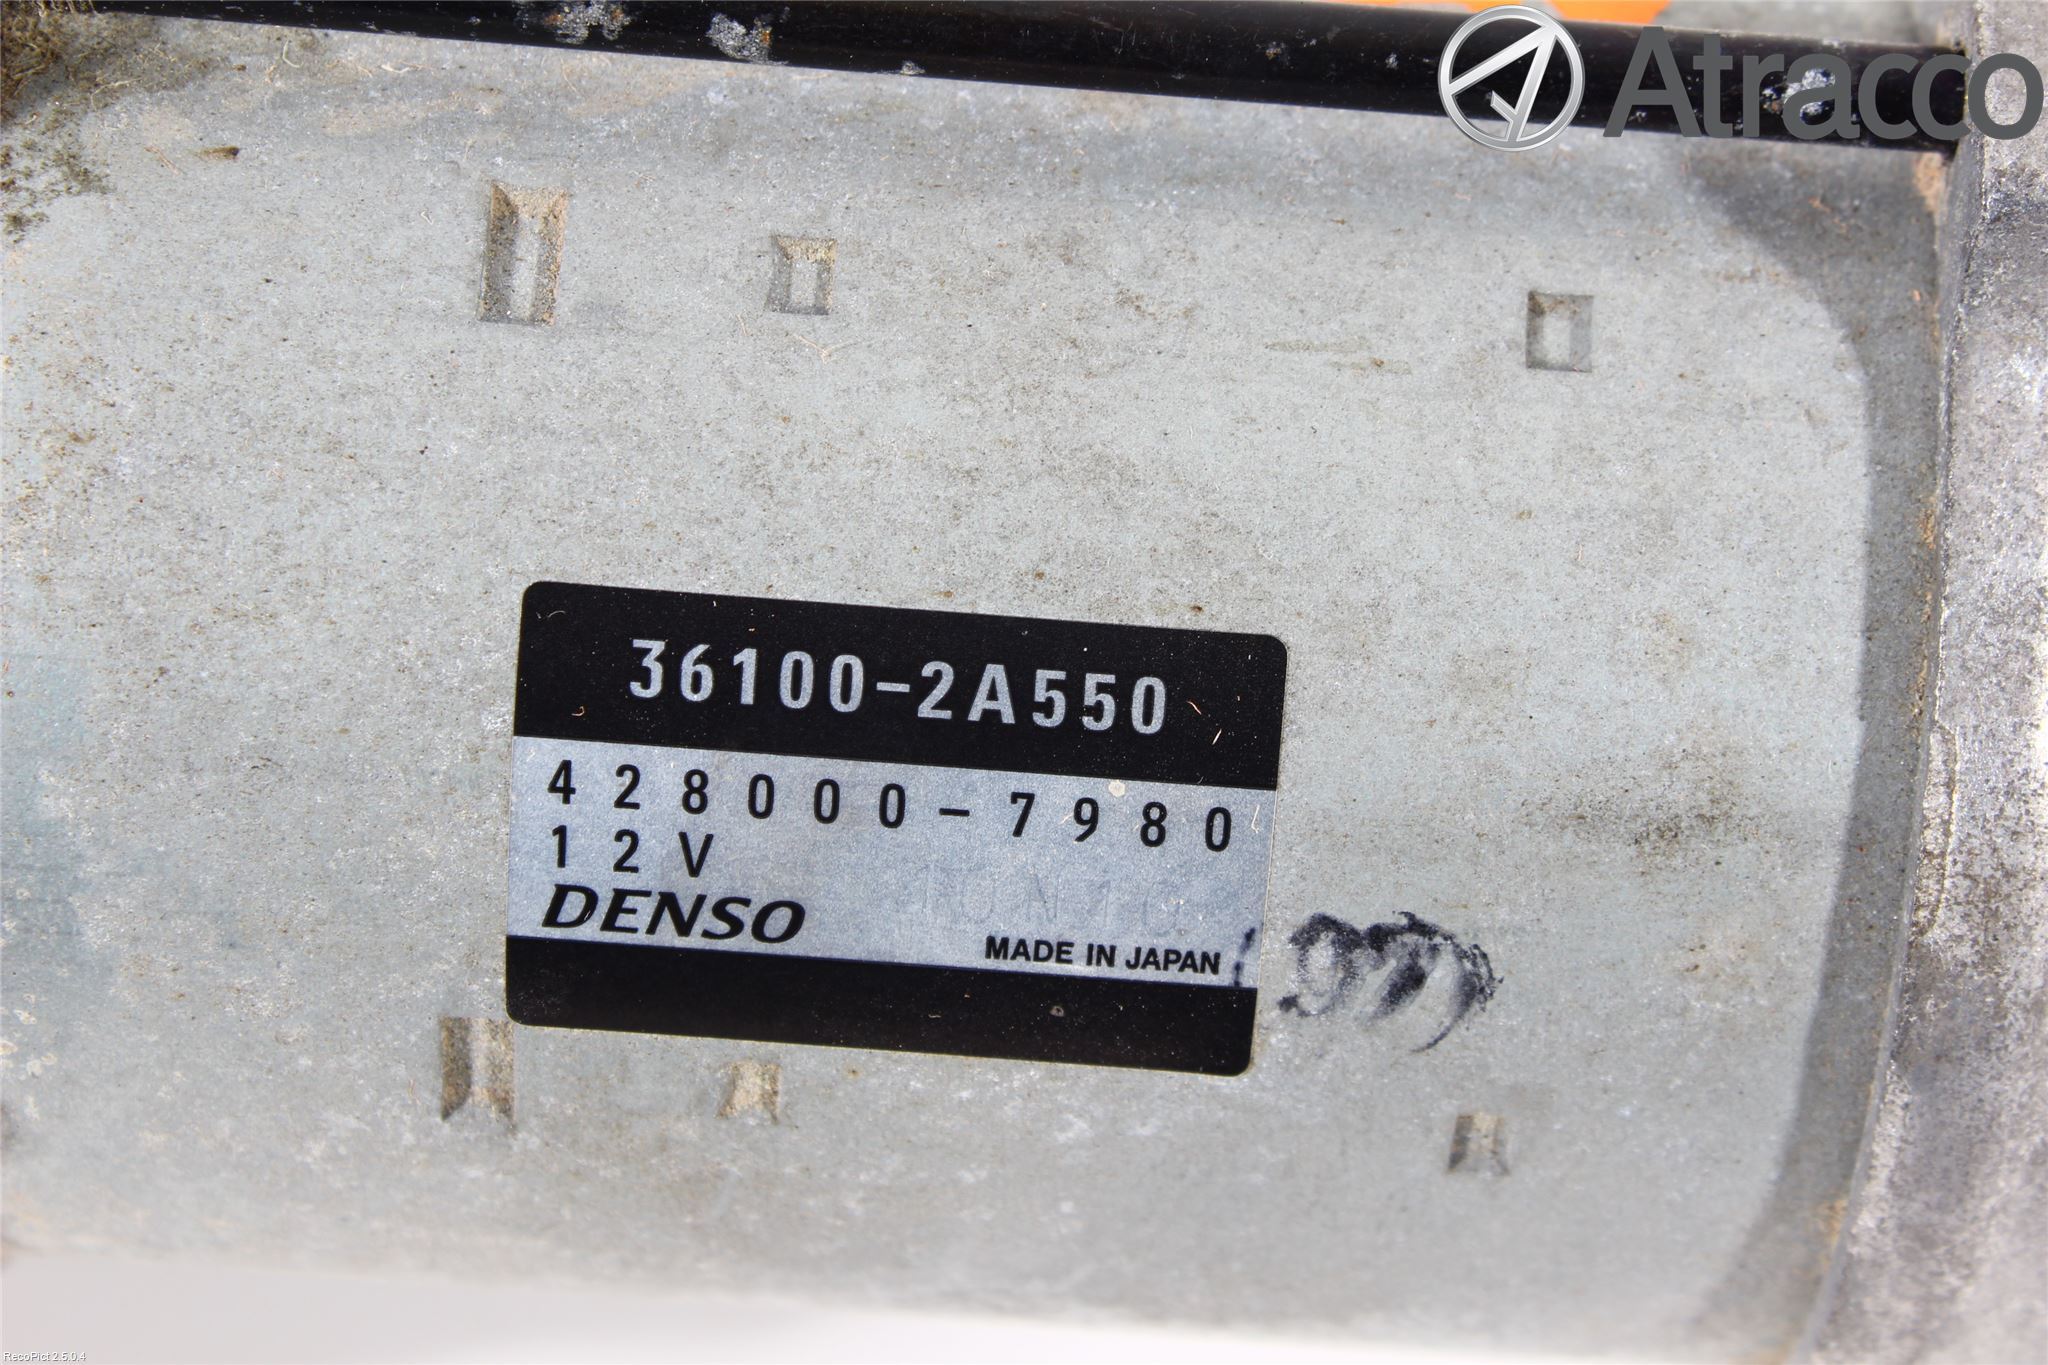 Atracco
36100-2A550
428000-7980
12V
DENSO
MADE IN JAPAN
RecoPict 2.5.0.4